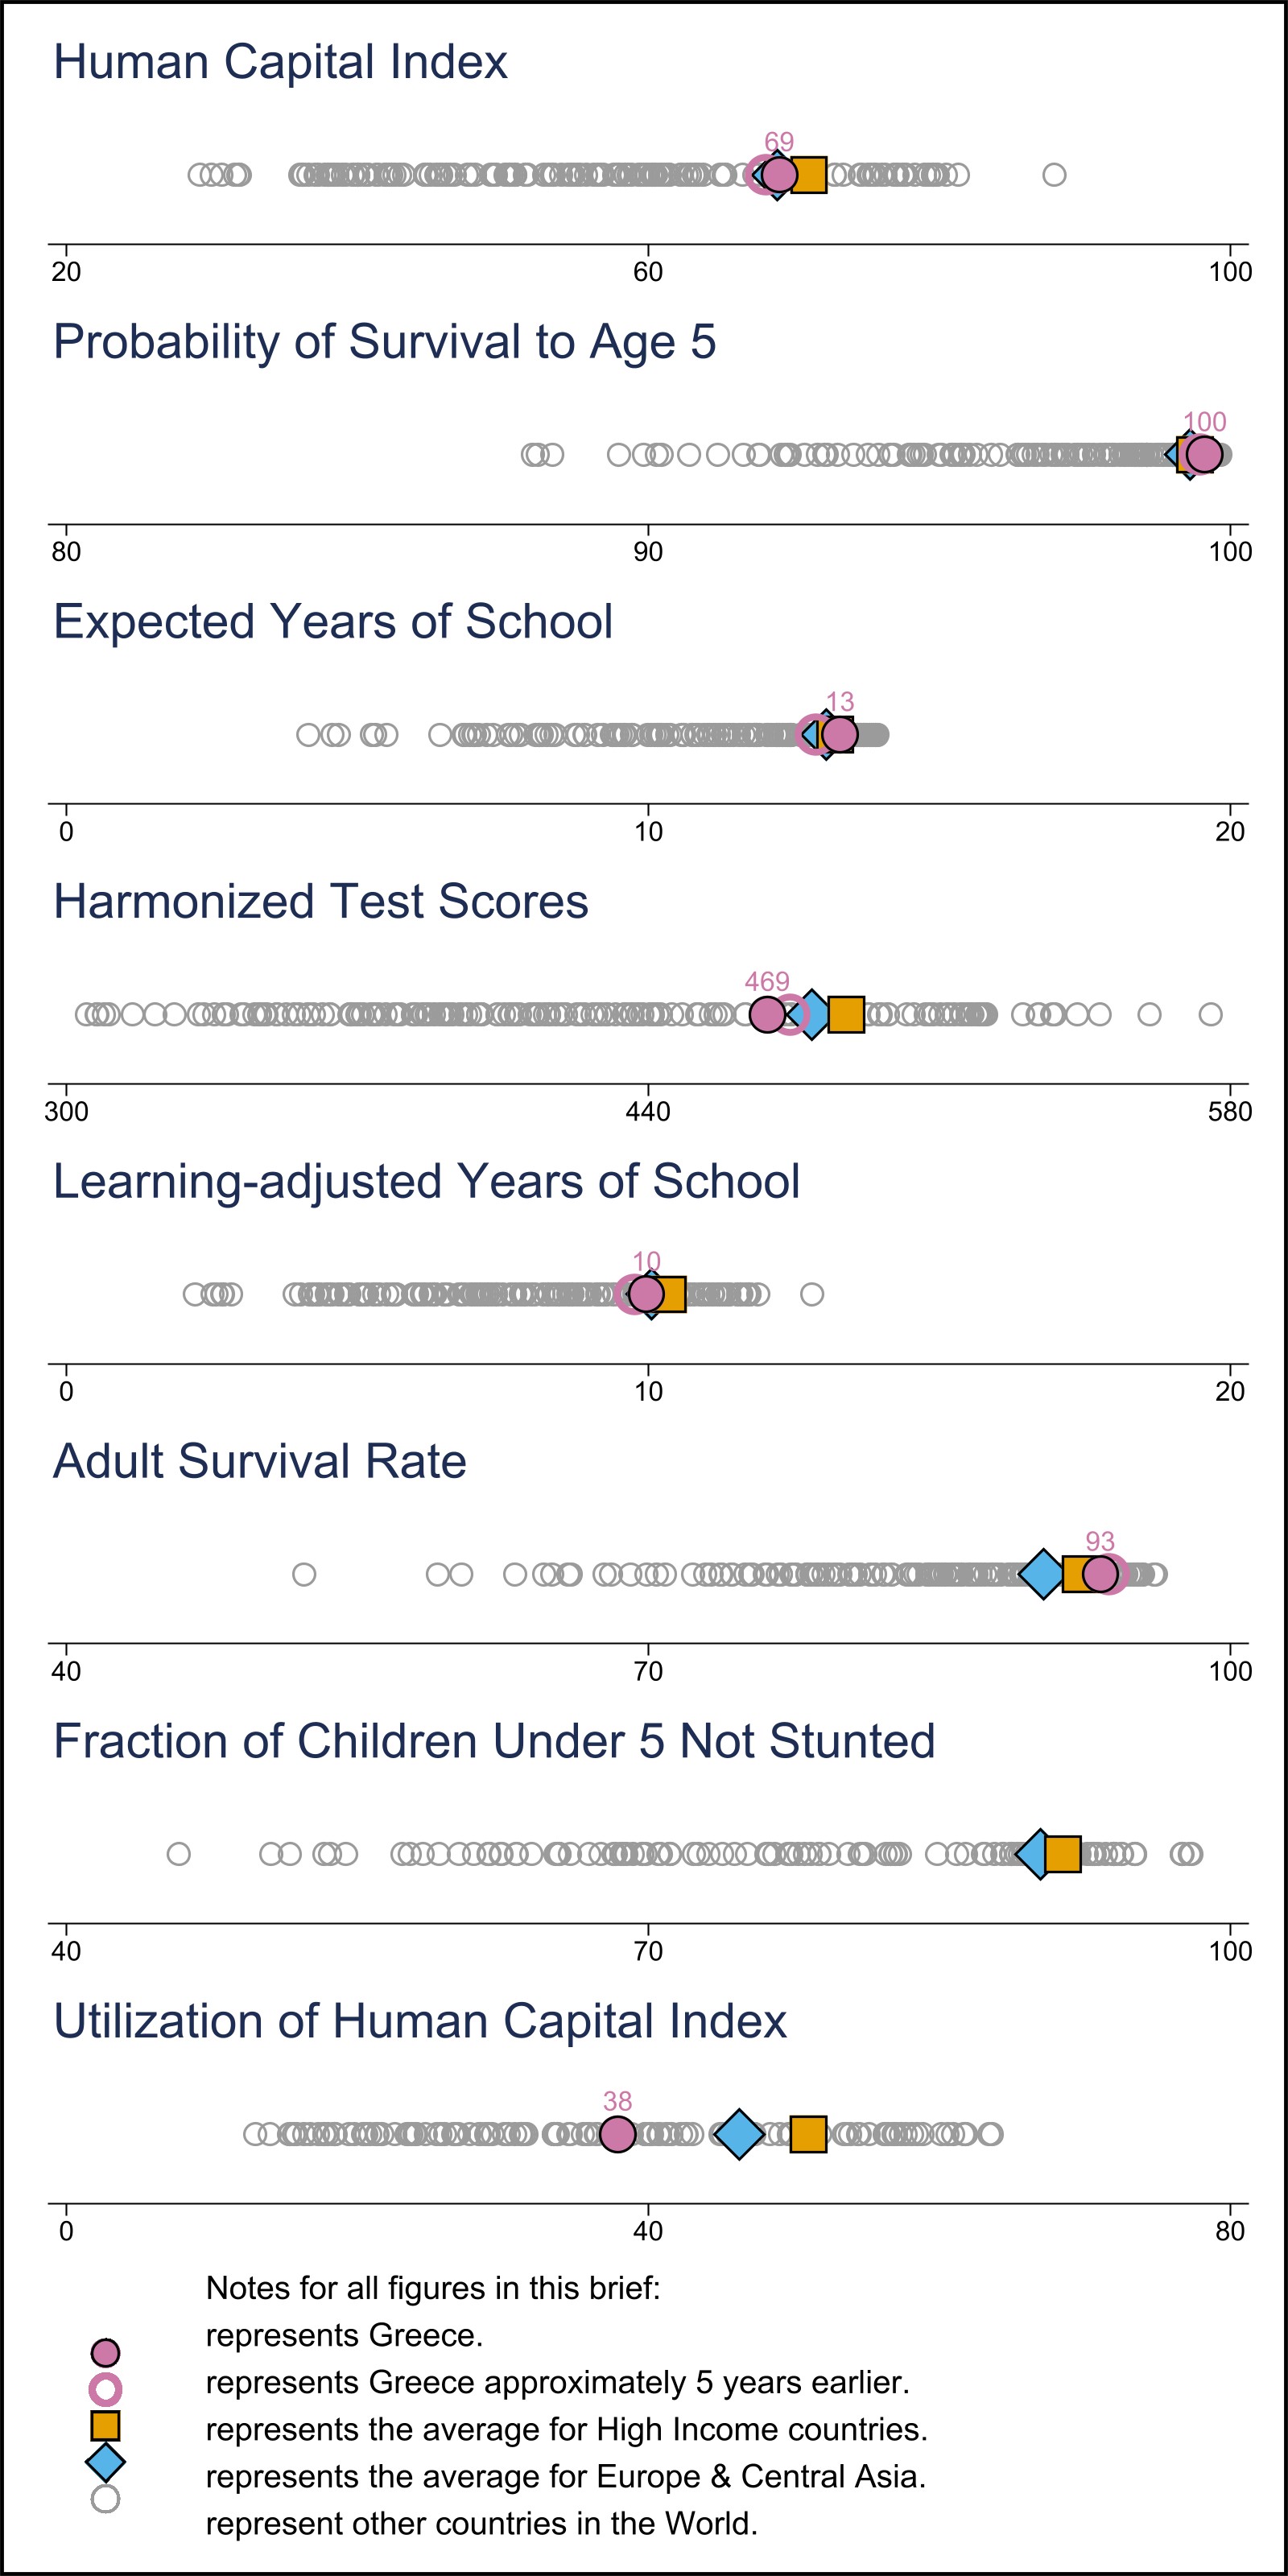 Human Capital Index
69
20 60 100
Probability of Survival to Age 5
100
80 90 100
Expected Years of School
13
0 10 20
Harmonized Test Scores
469
300 440 580
Learning-adjusted Years of School
10
0 10 20
Adult Survival Rate
93
40 70 100
Fraction of Children Under 5 Not Stunted
40 70 100
Utilization of Human Capital Index
38
0 40 80
Notes for all figures in this brief:
represents Greece.
represents Greece approximately 5 years earlier.
represents the average for High Income countries.
represents the average for Europe & Central Asia.
represent other countries in the World.